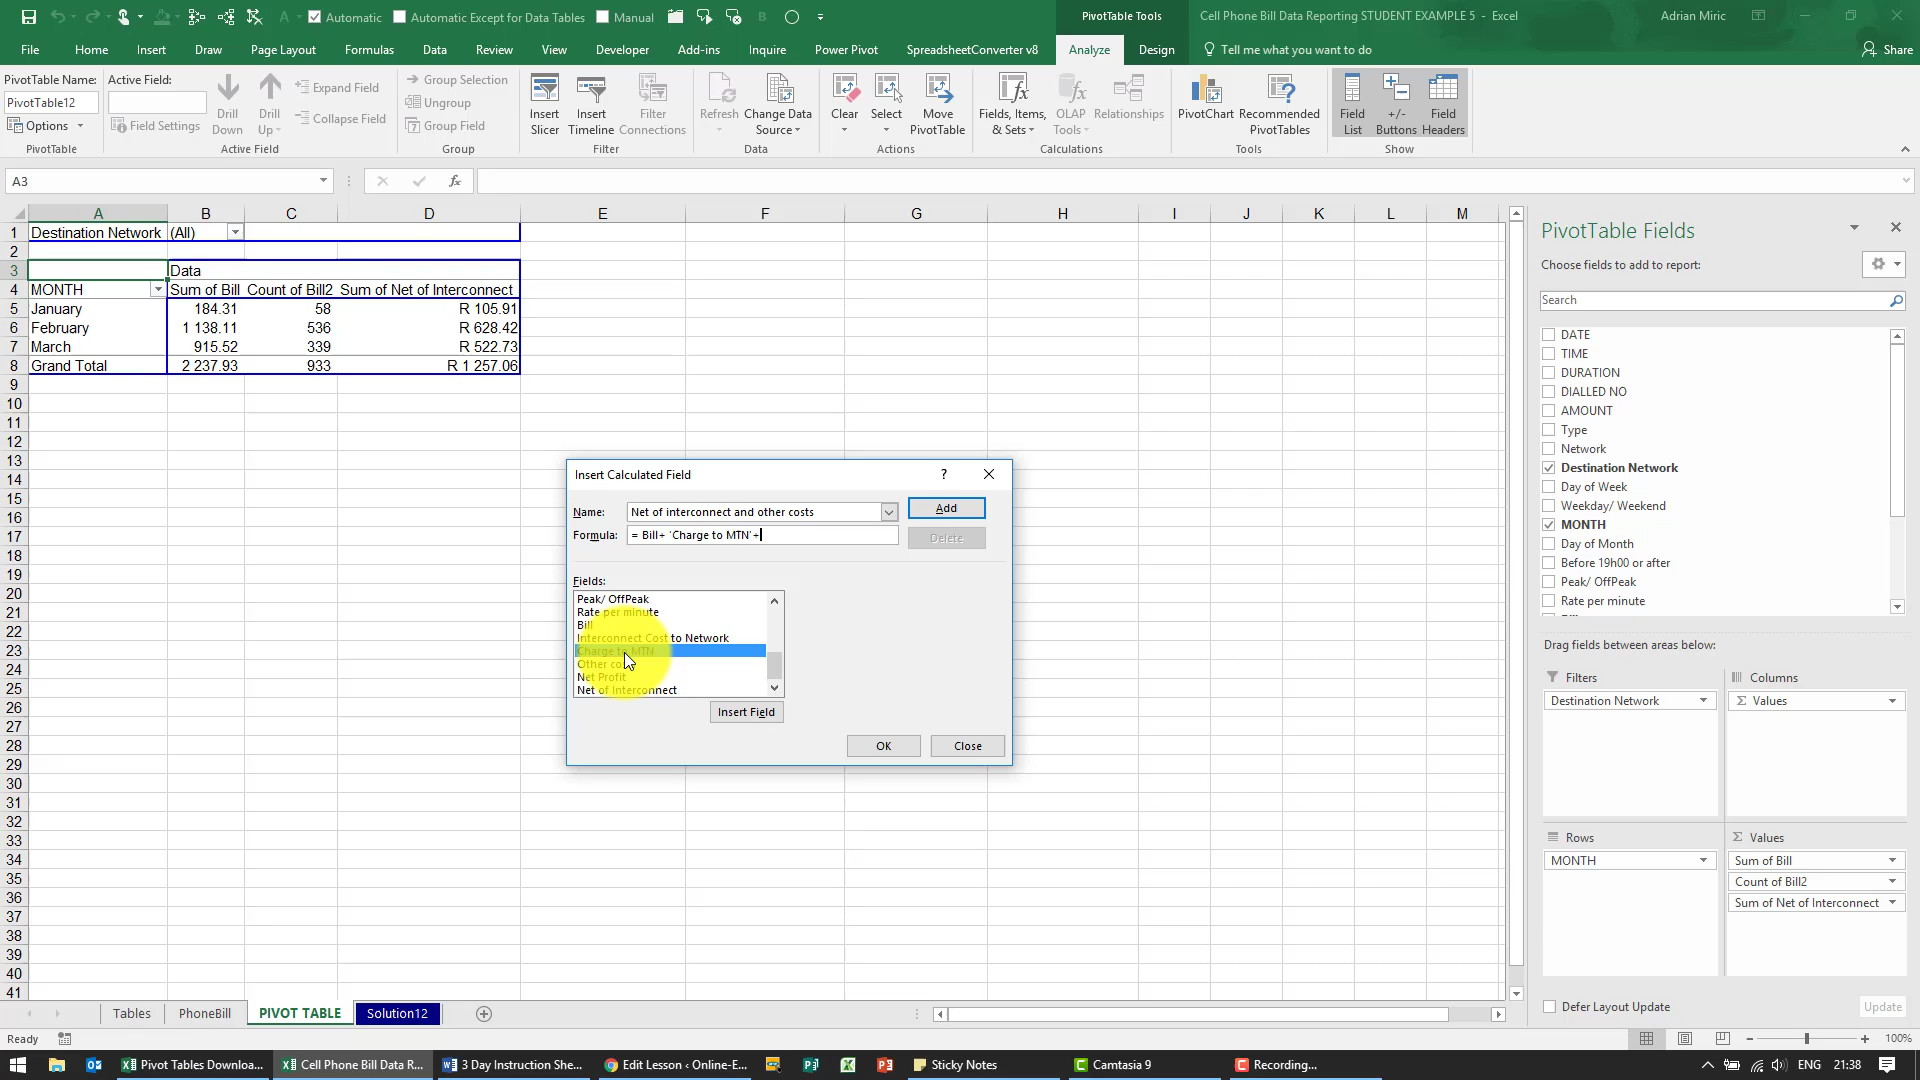 Automatic Automatic Except for Data Tables Manual
PivotTable Tools
Cell Phone Bill Data Reporting STUDENT EXAMPLE 5 - Excel
Adrian Miric
File Home Insert Draw Page Layout Formulas Data Review View Developer Add-ins Inquire Power Pivot SpreadsheetConverter v8 Analyze Design Tell me what you want to do Share
PivotTable Name:
PivotTable12
Options
PivotTable
Active Field:
Field Settings
Drill Down
Drill Up
Expand Field
Collapse Field
Active Field
Group Selection
Ungroup
Group Field
Group
Insert Slicer
Insert Timeline
Filter Connections
Filter
Refresh
Change Data Source
Data
Clear
Select
Move PivotTable
Actions
Fields, Items, & Sets
OLAP Tools
Relationships
Calculations
PivotChart
Recommended PivotTables
Tools
Field List
+/- Buttons
Field Headers
Show
A3
fx
A B C D E F G H I J K L M
1 Destination Network (All)
2
3 Data
4 MONTH Sum of Bill Count of Bill2 Sum of Net of Interconnect
5 January 184.31 58 R 105.91
6 February 1 138.11 536 R 628.42
7 March 915.52 339 R 522.73
8 Grand Total 2 237.93 933 R 1 257.06
9
10
11
12
13
14
15
16
17
18
19
20
21
22
23
24
25
26
27
28
29
30
31
32
33
34
35
36
37
38
39
40
41
Insert Calculated Field
?
Name: Net of interconnect and other costs
Add
Formula: = Bill+ 'Charge to MTN'+
Delete
Fields:
Peak/ OffPeak
Rate per minute
Bill
Interconnect Cost to Network
Charge to MTN
Other co
Net Profit
Net of Interconnect
Insert Field
OK
Close
PivotTable Fields
Choose fields to add to report:
Search
DATE
TIME
DURATION
DIALLED NO
AMOUNT
Type
Network
Destination Network
Day of Week
Weekday/ Weekend
MONTH
Day of Month
Before 19h00 or after
Peak/ OffPeak
Rate per minute
Drag fields between areas below:
Filters
Destination Network
Columns
Σ Values
Rows
MONTH
Σ Values
Sum of Bill
Count of Bill2
Sum of Net of Interconnect
Defer Layout Update
Update
Tables PhoneBill PIVOT TABLE Solution12
Ready
100%
Pivot Tables Downloa...
Cell Phone Bill Data R...
3 Day Instruction She...
Edit Lesson ‹ Online-E...
Sticky Notes
Camtasia 9
Recording...
ENG
21:38